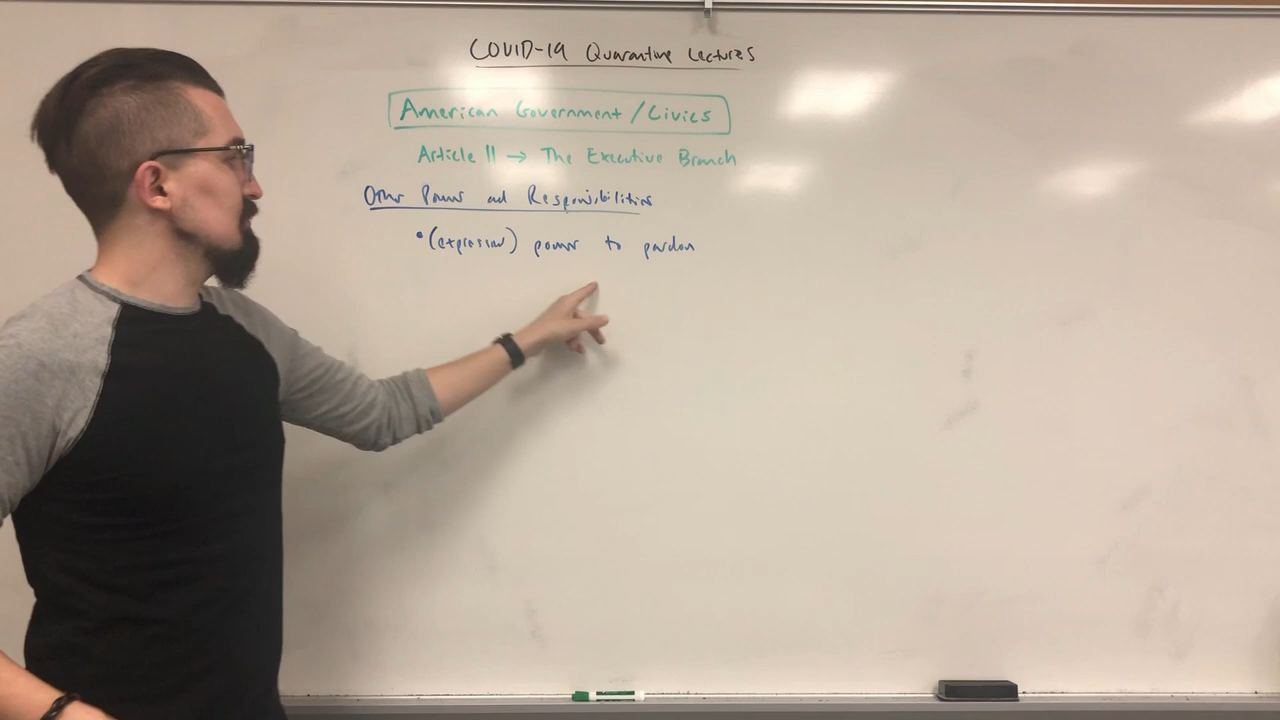 COVID-19 Quarantine Lectures
American Government/Civics
Article II → The Executive Branch
Other Powers and Responsibilities
•(expressed) power to pardon